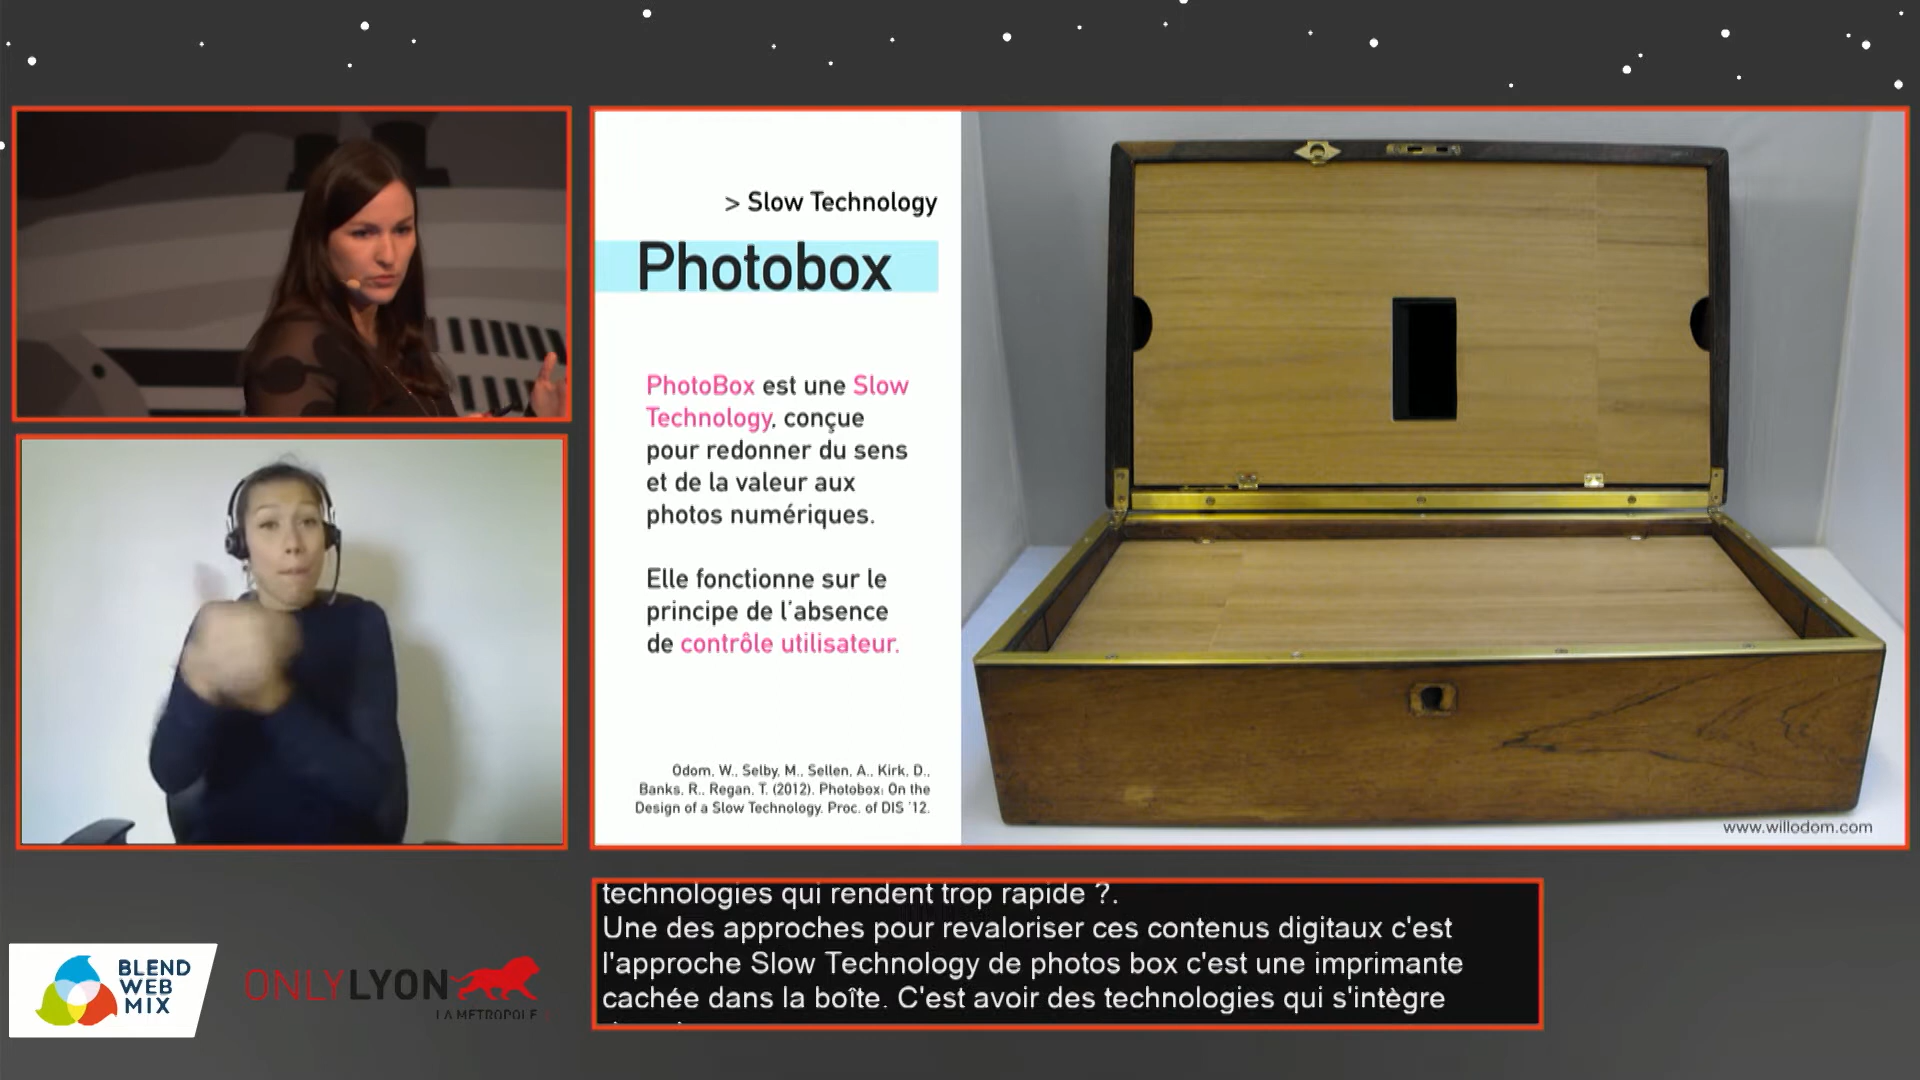 > Slow Technology
Photobox
PhotoBox est une Slow
Technology, conçue
pour redonner du sens
et de la valeur aux
photos numériques.
Elle fonctionne sur le
principe de l'absence
de contrôle utilisateur.
Odom, W., Selby, M., Sellen, A., Kirk, D.,
Banks, R., Regan, T. (2012). Photobox: On the
Design of a Slow Technology. Proc. of DIS '12.
www.willodom.com
technologies qui rendent trop rapide ?.
Une des approches pour revaloriser ces contenus digitaux c'est
l'approche Slow Technology de photos box c'est une imprimante
cachée dans la boîte. C'est avoir des technologies qui s'intègre
BLEND
WEB
MIX
ONLYLYON
LA METROPOLE